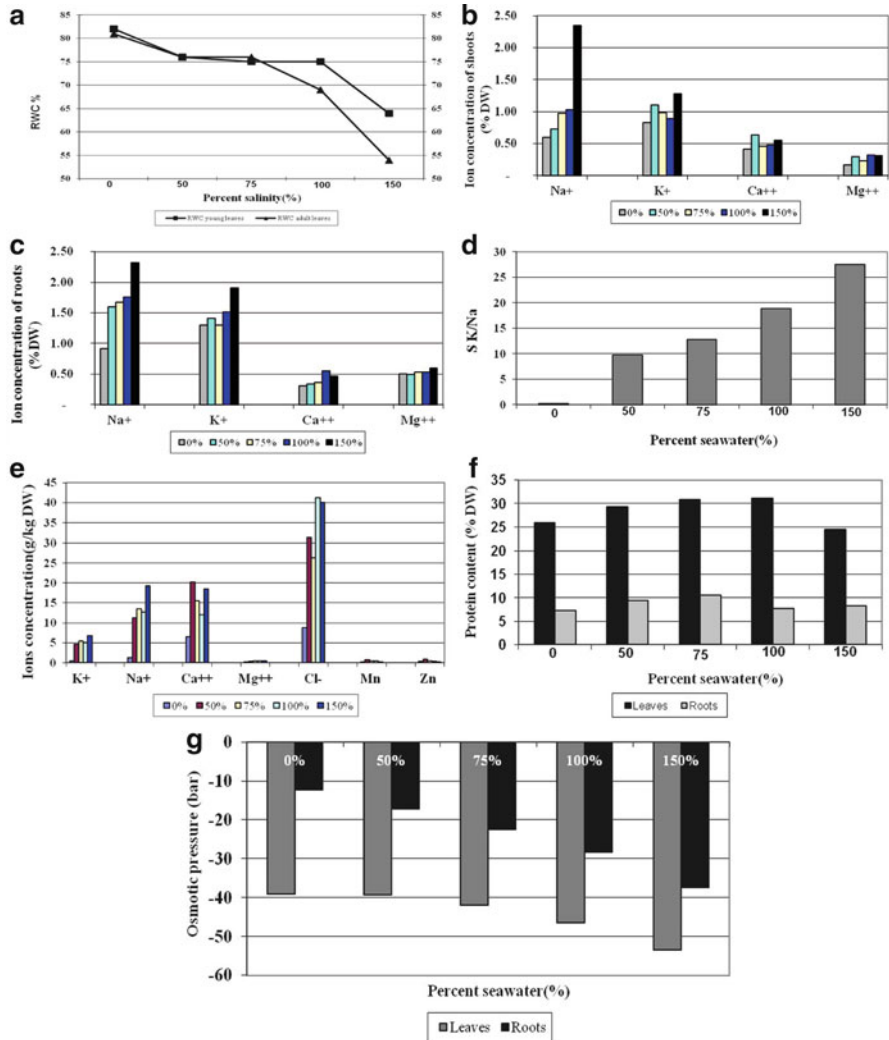 a
85
80
75
70
65
60
55
50
RWC %
85
80
75
70
65
60
55
50
0 50 75 100 150
Percent salinity(%)
RWC young leaves RWC adult leaves
b
Ion concentration of shoots
(% DW)
2.50
2.00
1.50
1.00
0.50
-
Na+ K+ Ca++ Mg++
0% 50% 75% 100% 150%
c
Ion concentration of roots
(%DW)
2.50
2.00
1.50
1.00
0.50
-
Na+ K+ Ca++ Mg++
0% 50% 75% 100% 150%
d
S K/Na
30
25
20
15
10
5
0
0 50 75 100 150
Percent seawater(%)
e
Ions concentration(g/kg DW)
45
40
35
30
25
20
15
10
5
0
K+ Na+ Ca++ Mg++ Cl- Mn Zn
0% 50% 75% 100% 150%
f
Protein content (% DW)
35
30
25
20
15
10
5
0
0 50 75 100 150
Percent seawater(%)
Leaves Roots
g
Osmotic pressure (bar)
0
-10
-20
-30
-40
-50
-60
0% 50% 75% 100% 150%
Percent seawater(%)
Leaves Roots